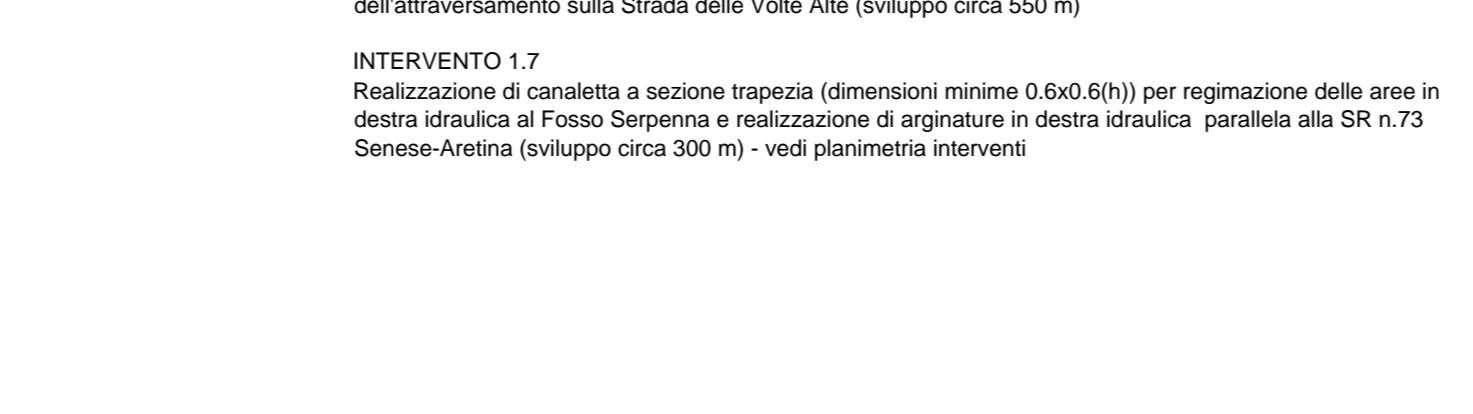 dell'attraversamento sulla Strada delle Volte Alte (sviluppo circa 550 m)
INTERVENTO 1.7
Realizzazione di canaletta a sezione trapezia (dimensioni minime 0.6x0.6(h)) per regimazione delle aree in
destra idraulica al Fosso Serpenna e realizzazione di arginature in destra idraulica  parallela alla SR n.73
Senese-Aretina (sviluppo circa 300 m) - vedi planimetria interventi